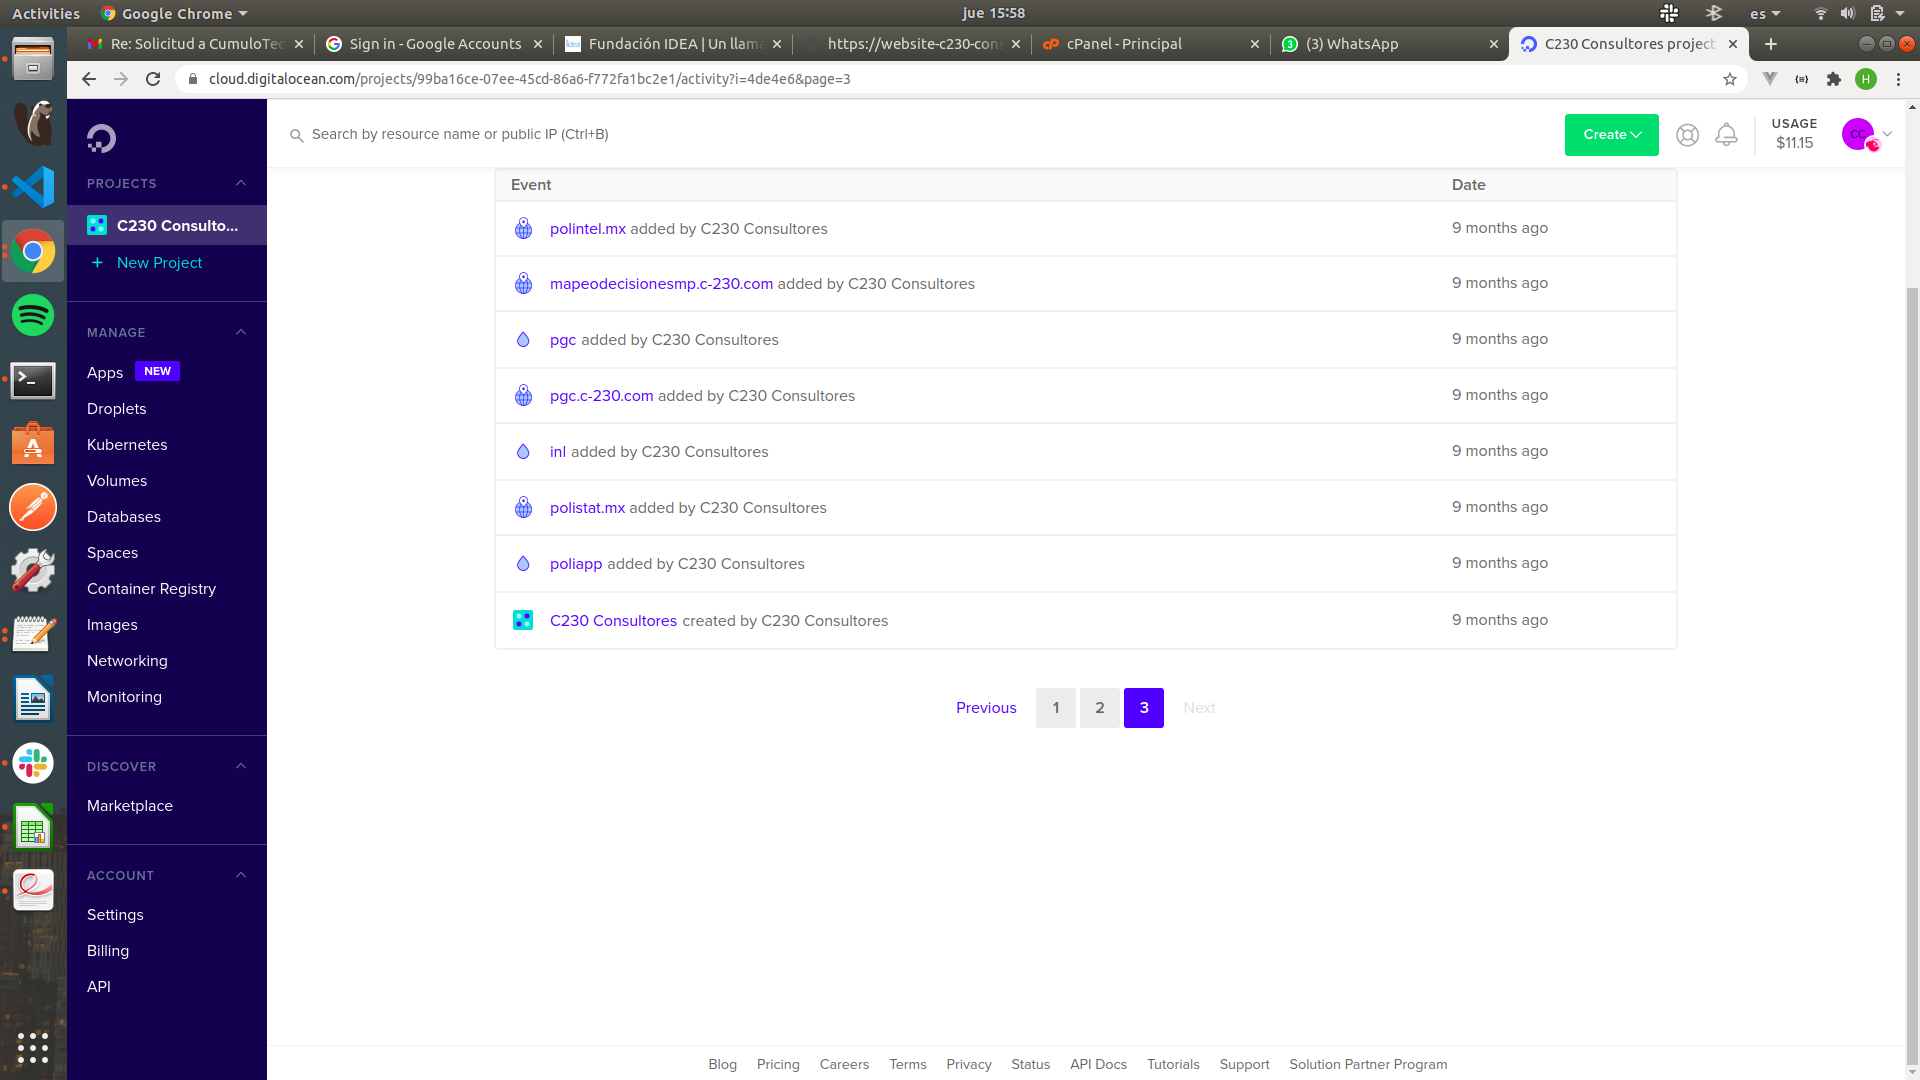 Activities
Google Chrome
jue 15:58
es
Re: Solicitud a CumuloTec
Sign in - Google Accounts
Fundación IDEA | Un llama
https://website-c230-con
cPanel - Principal
(3) WhatsApp
C230 Consultores project
cloud.digitalocean.com/projects/99ba16ce-07ee-45cd-86a6-f772fa1bc2e1/activity?i=4de4e6&page=3
H
Search by resource name or public IP (Ctrl+B)
Create
USAGE
$11.15
CC
PROJECTS
C230 Consulto...
+ New Project
MANAGE
Apps NEW
Droplets
Kubernetes
Volumes
Databases
Spaces
Container Registry
Images
Networking
Monitoring
DISCOVER
Marketplace
ACCOUNT
Settings
Billing
API
Event Date
polintel.mx added by C230 Consultores 9 months ago
mapeodecisionesmp.c-230.com added by C230 Consultores 9 months ago
pgc added by C230 Consultores 9 months ago
pgc.c-230.com added by C230 Consultores 9 months ago
inl added by C230 Consultores 9 months ago
polistat.mx added by C230 Consultores 9 months ago
poliapp added by C230 Consultores 9 months ago
C230 Consultores created by C230 Consultores 9 months ago
Previous 1 2 3 Next
Blog Pricing Careers Terms Privacy Status API Docs Tutorials Support Solution Partner Program